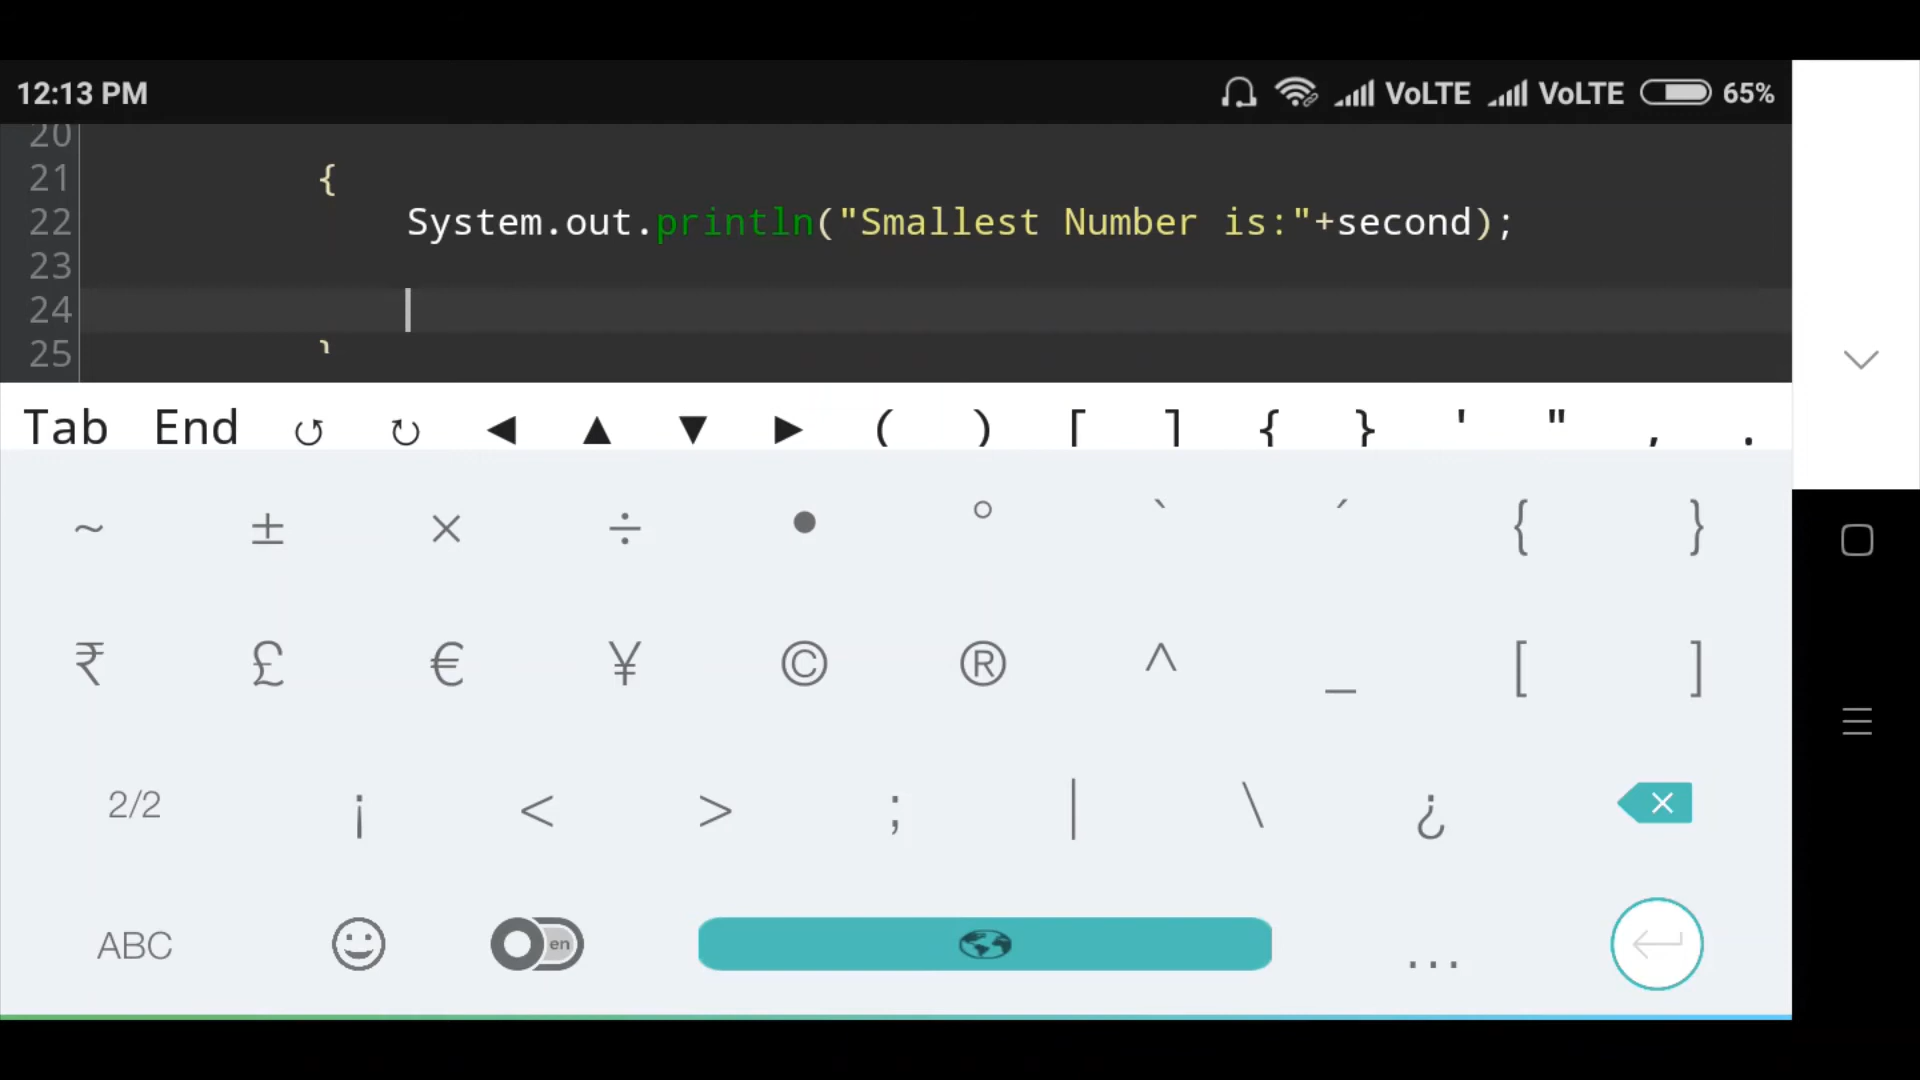 12:13 PM VoLTE VoLTE 65%
20
21 {
22 System.out.println("Smallest Number is:"+second);
23
24
25 }
Tab End ↺ ↻ ◀ ▲ ▼ ▶ ( ) [ ] { } ' " , .
~ ± × ÷ • ° ` ´ { }
₹ £ € ¥ © ® ^ _ [ ]
2/2 ¡ < > ; | \ ¿
ABC en ...